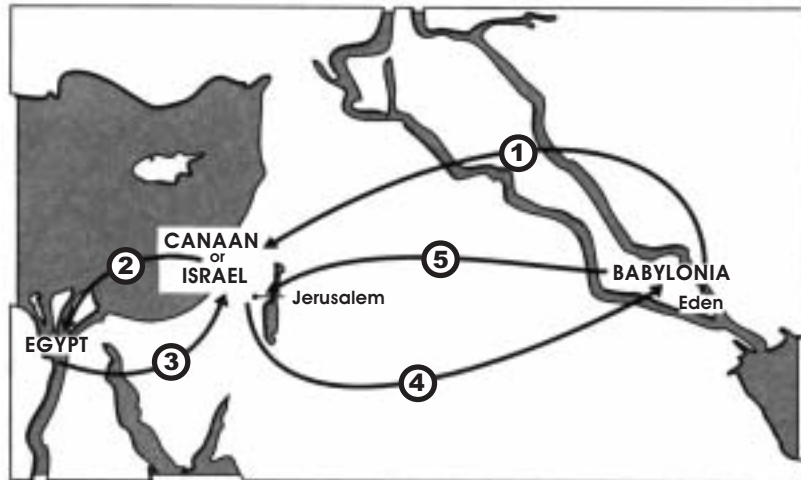 1
CANAAN
or
ISRAEL
2
5
BABYLONIA
Jerusalem
Eden
EGYPT
3
4